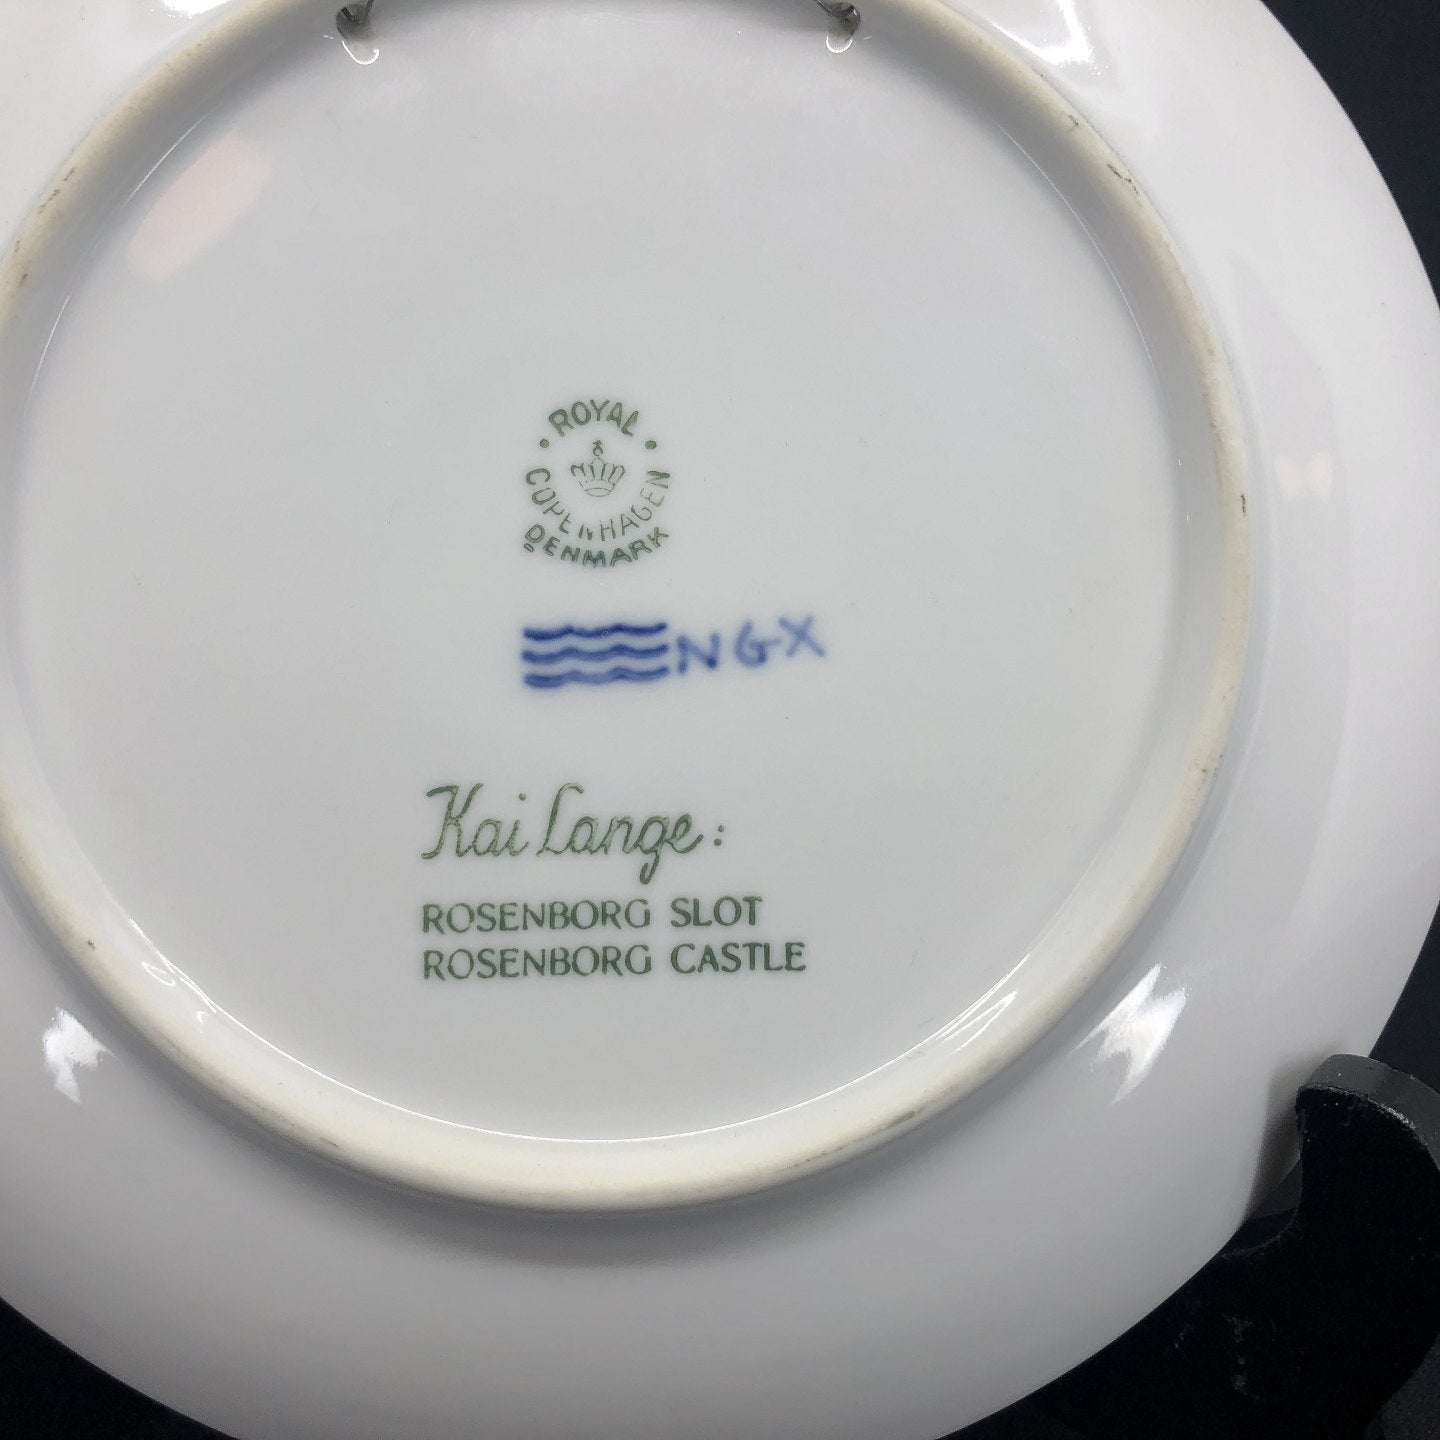 ROYAL
COPENHAGEN
DENMARK
NGX
Kai Lange:
ROSENBORG SLOT
ROSENBORG CASTLE